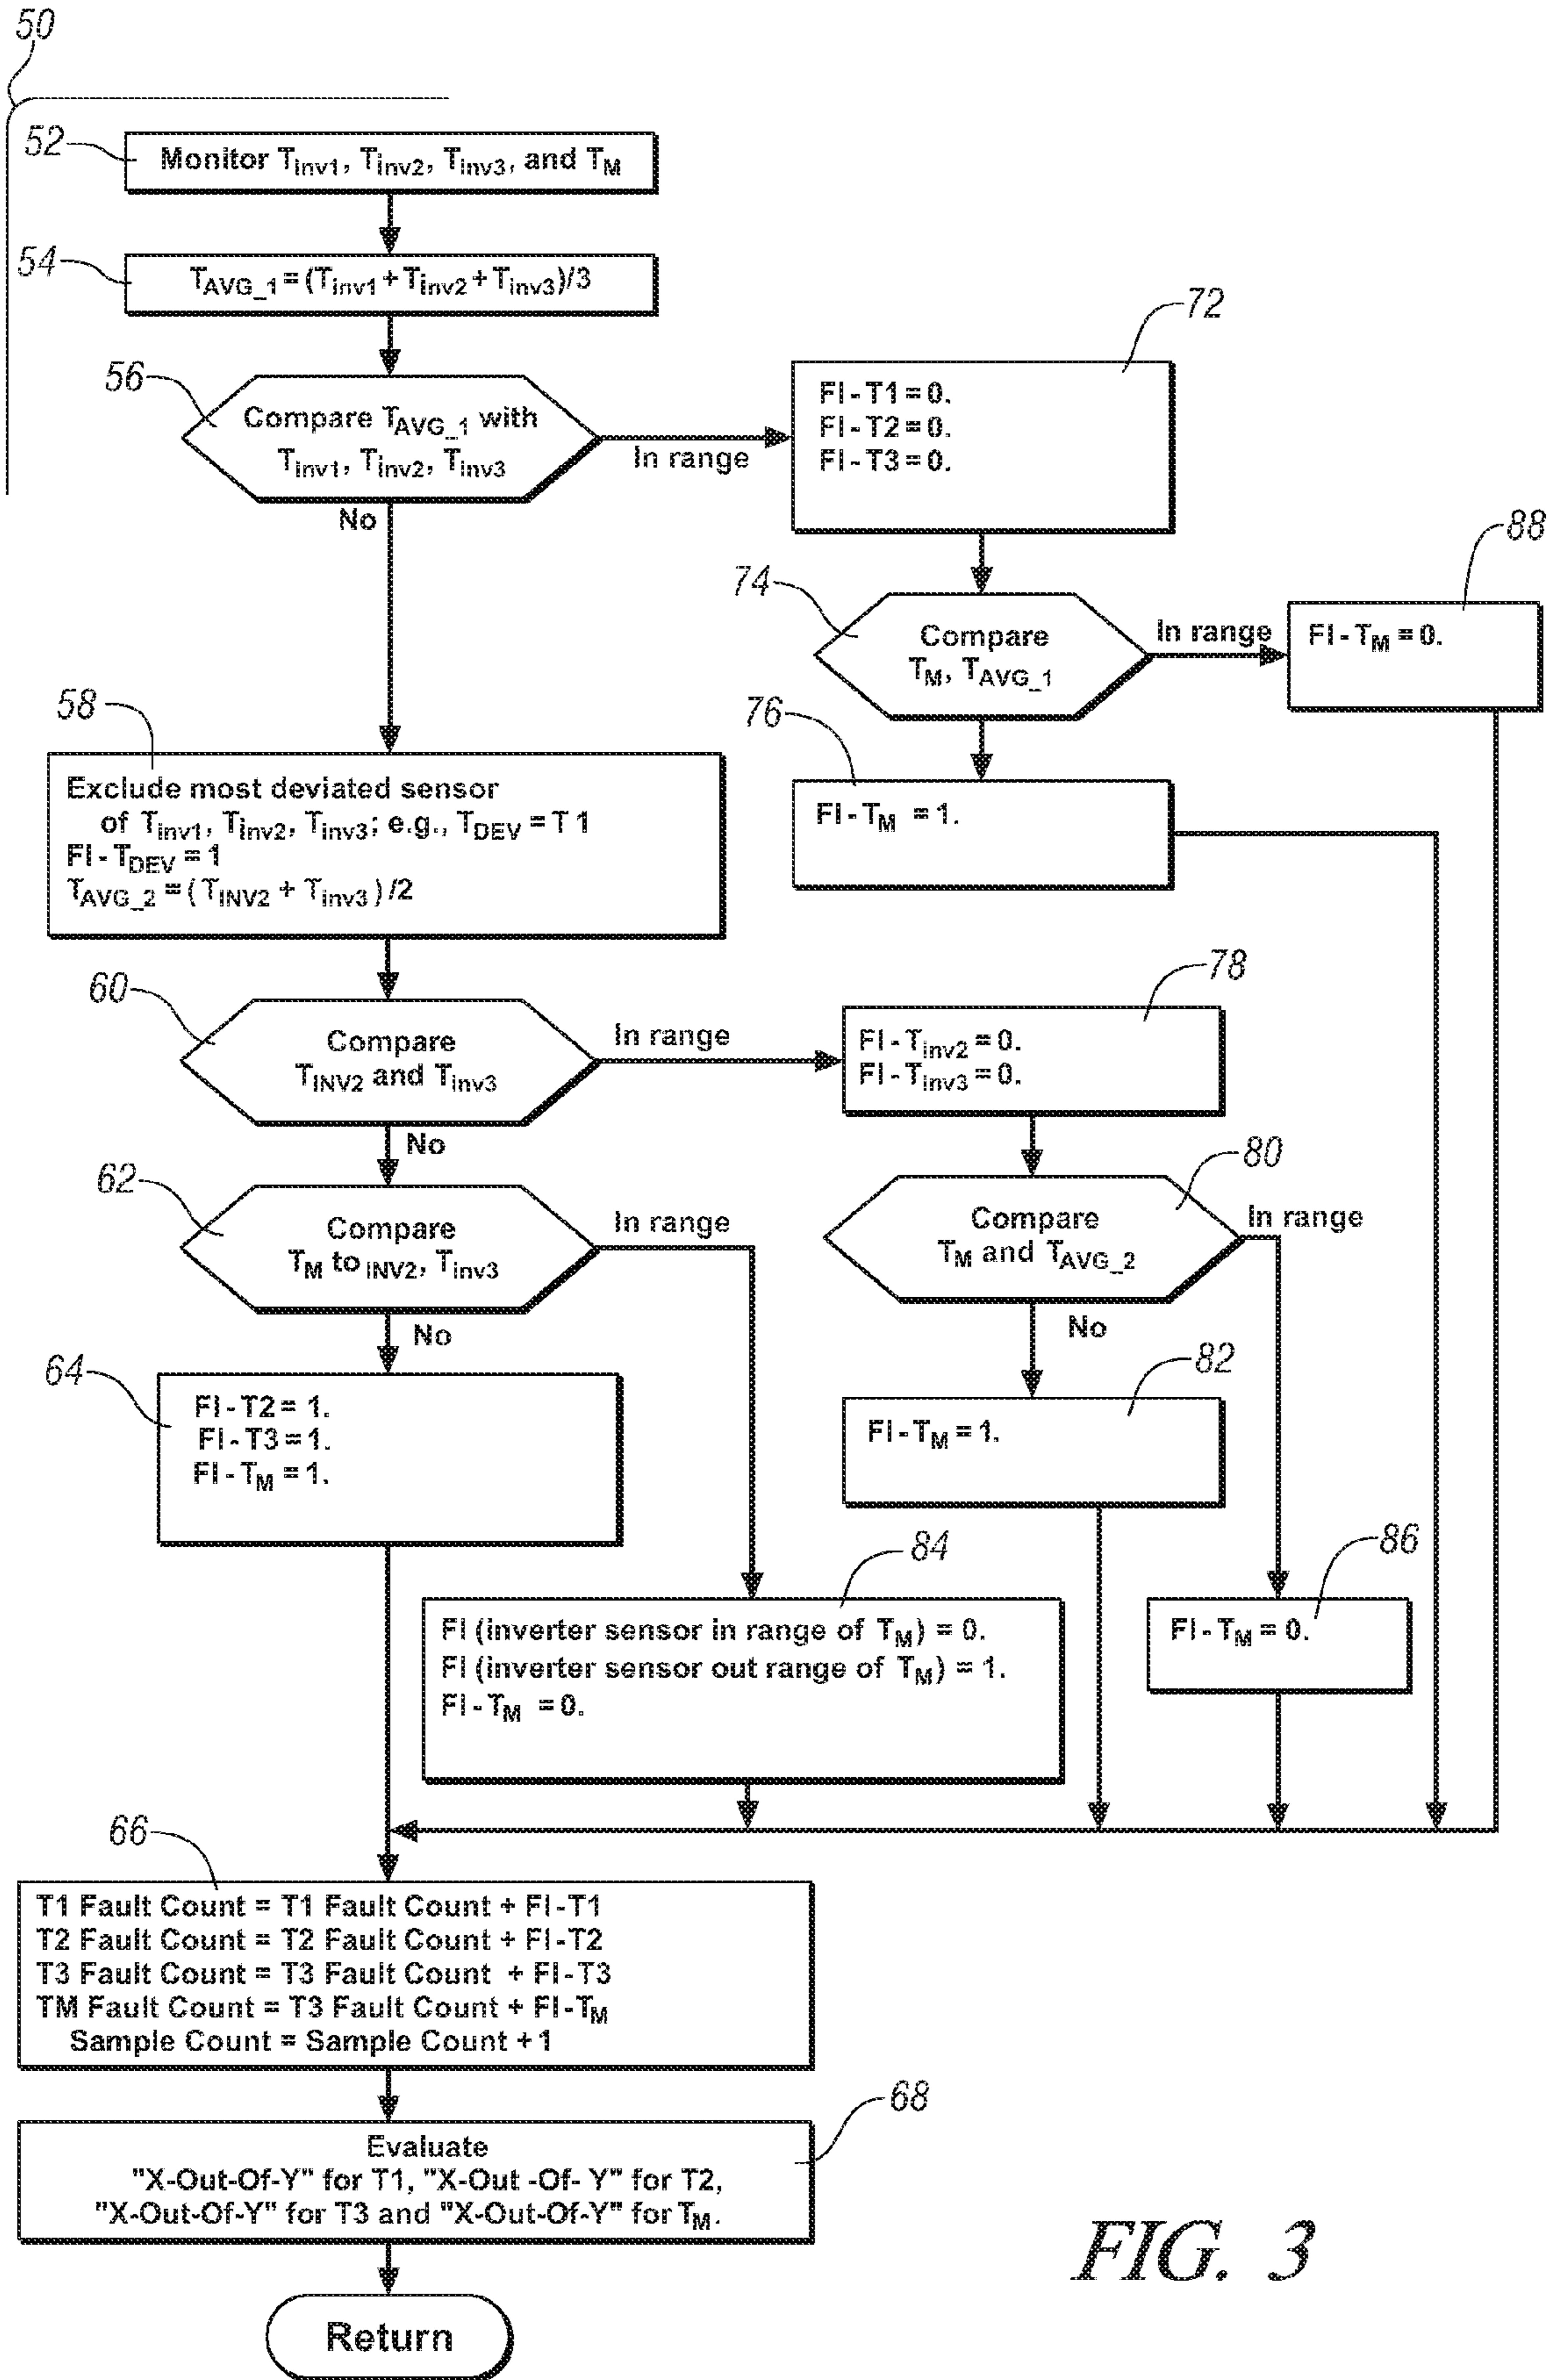 50
52
Monitor Tinv1, Tinv2, Tinv3, and TM
54
TAVG_1 = (Tinv1 + Tinv2 + Tinv3)/3
56
Compare TAVG_1 with
Tinv1, Tinv2, Tinv3
In range
No
72
FI - T1 = 0.
FI - T2 = 0.
FI - T3 = 0.
74
Compare
TM, TAVG_1
In range
88
FI - TM = 0.
76
FI - TM = 1.
58
Exclude most deviated sensor
of Tinv1, Tinv2, Tinv3; e.g., TDEV = T 1
FI - TDEV = 1
TAVG_2 = ( TINV2 + Tinv3 ) /2
60
Compare
TINV2 and Tinv3
In range
No
78
FI - Tinv2 = 0.
FI - Tinv3 = 0.
62
Compare
TM to INV2, Tinv3
In range
No
80
Compare
TM and TAVG_2
In range
No
64
FI - T2 = 1.
FI - T3 = 1.
FI - TM = 1.
82
FI - TM = 1.
84
FI (inverter sensor in range of TM) = 0.
FI (inverter sensor out range of TM) = 1.
FI - TM = 0.
86
FI - TM = 0.
66
T1 Fault Count = T1 Fault Count + FI - T1
T2 Fault Count = T2 Fault Count + FI - T2
T3 Fault Count = T3 Fault Count + FI - T3
TM Fault Count = T3 Fault Count + FI - TM
Sample Count = Sample Count + 1
68
Evaluate
"X-Out-Of-Y" for T1, "X-Out -Of- Y" for T2,
"X-Out-Of-Y" for T3 and "X-Out-Of-Y" for TM.
Return
FIG. 3